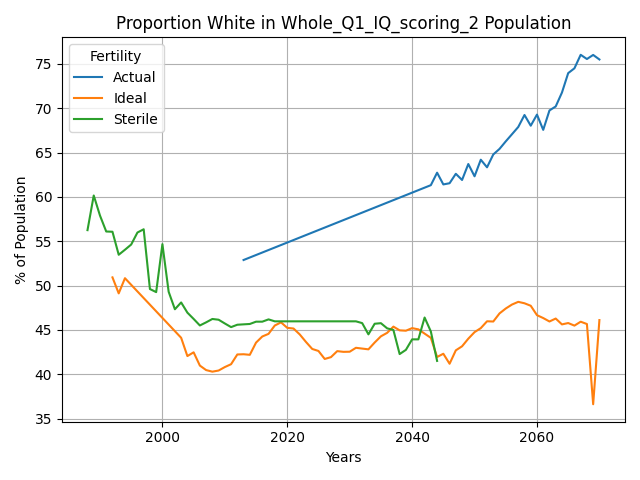 Proportion White in Whole_Q1_IQ_scoring_2 Population
Fertility
Actual
Ideal
Sterile
% of Population
75
70
65
60
55
50
45
40
35
2000
2020
2040
2060
Years